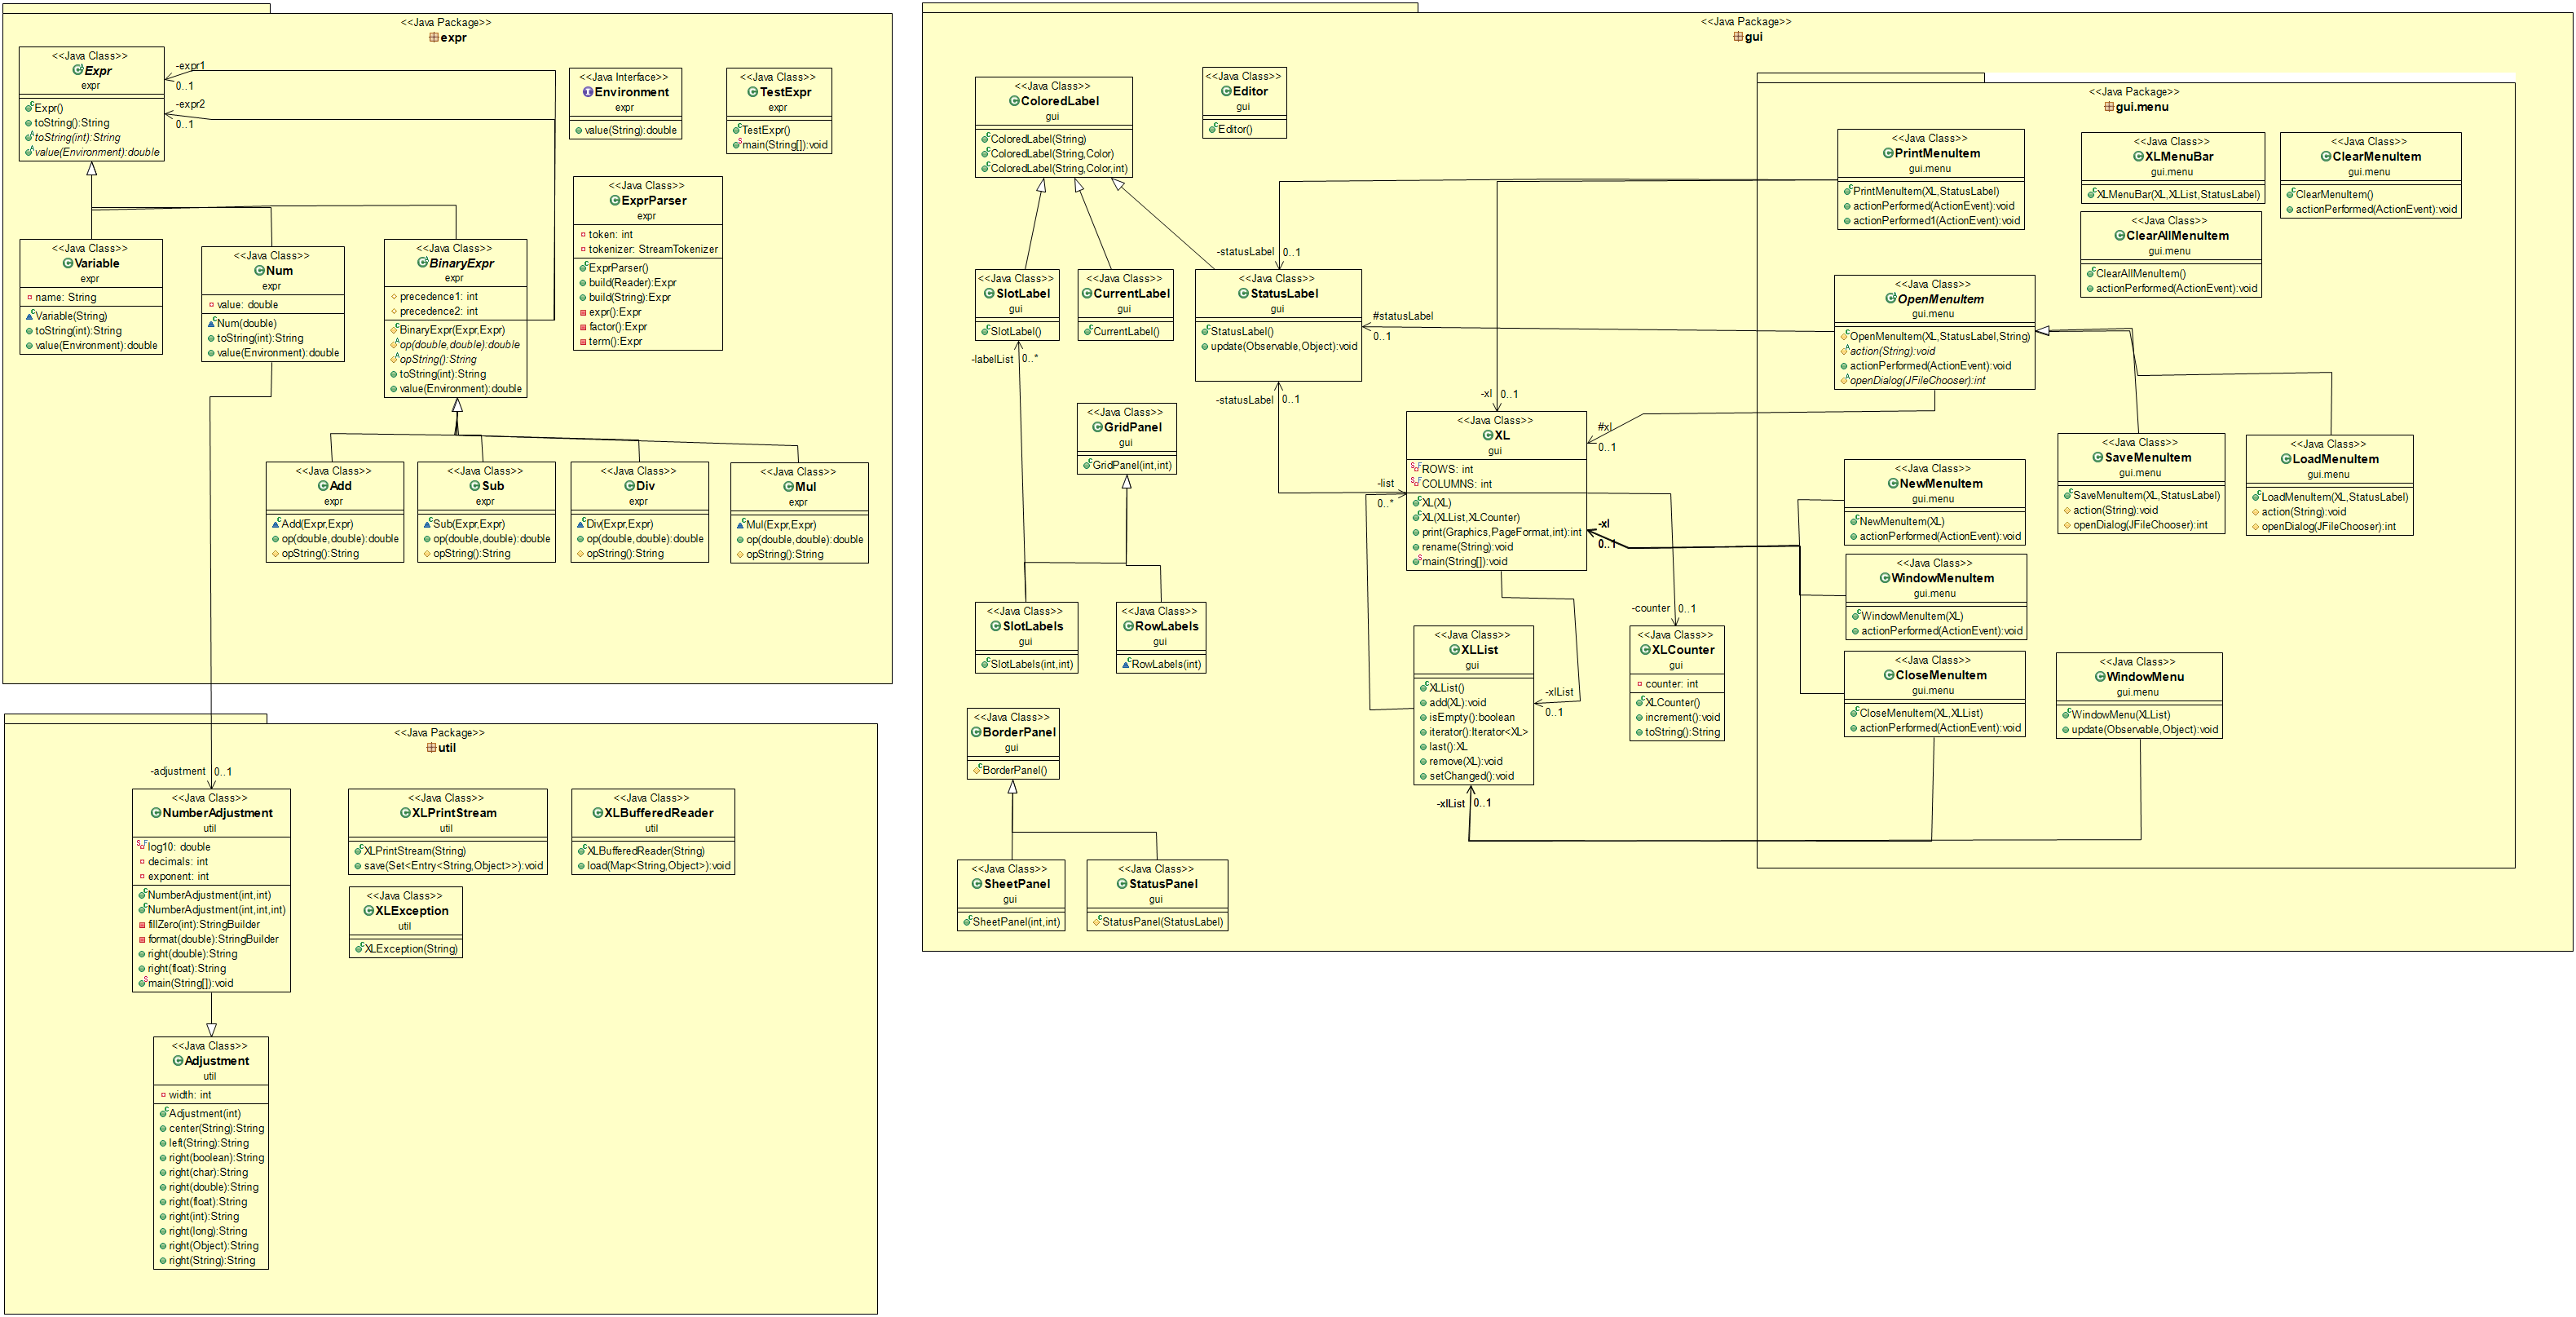 <<Java Package>>
expr
<<Java Class>>
Expr
expr
Expr()
toString():String
toString(int):String
value(Environment):double
-expr1
0..1
-expr2
0..1
<<Java Interface>>
Environment
expr
value(String):double
<<Java Class>>
TestExpr
expr
TestExpr()
main(String[]):void
<<Java Class>>
ExprParser
expr
token: int
tokenizer: StreamTokenizer
ExprParser()
build(Reader):Expr
build(String):Expr
expr():Expr
factor():Expr
term():Expr
<<Java Class>>
Variable
expr
name: String
Variable(String)
toString(int):String
value(Environment):double
<<Java Class>>
Num
expr
value: double
Num(double)
toString(int):String
value(Environment):double
<<Java Class>>
BinaryExpr
expr
precedence1: int
precedence2: int
BinaryExpr(Expr,Expr)
op(double,double):double
opString():String
toString(int):String
value(Environment):double
<<Java Class>>
Add
expr
Add(Expr,Expr)
op(double,double):double
opString():String
<<Java Class>>
Sub
expr
Sub(Expr,Expr)
op(double,double):double
opString():String
<<Java Class>>
Div
expr
Div(Expr,Expr)
op(double,double):double
opString():String
<<Java Class>>
Mul
expr
Mul(Expr,Expr)
op(double,double):double
opString():String
<<Java Package>>
util
-adjustment
0..1
<<Java Class>>
NumberAdjustment
util
log10: double
decimals: int
exponent: int
NumberAdjustment(int,int)
NumberAdjustment(int,int,int)
fillZero(int):StringBuilder
format(double):StringBuilder
right(double):String
right(float):String
main(String[]):void
<<Java Class>>
XLPrintStream
util
XLPrintStream(String)
save(Set<Entry<String,Object>>):void
<<Java Class>>
XLBufferedReader
util
XLBufferedReader(String)
load(Map<String,Object>):void
<<Java Class>>
XLException
util
XLException(String)
<<Java Class>>
Adjustment
util
width: int
Adjustment(int)
center(String):String
left(String):String
right(boolean):String
right(char):String
right(double):String
right(float):String
right(int):String
right(long):String
right(Object):String
right(String):String
<<Java Package>>
gui
<<Java Class>>
ColoredLabel
gui
ColoredLabel(String)
ColoredLabel(String,Color)
ColoredLabel(String,Color,int)
<<Java Class>>
Editor
gui
Editor()
<<Java Class>>
SlotLabel
gui
SlotLabel()
<<Java Class>>
CurrentLabel
gui
CurrentLabel()
-statusLabel
0..1
<<Java Class>>
StatusLabel
gui
StatusLabel()
update(Observable,Object):void
#statusLabel
0..1
-labelList
0..*
-statusLabel
0..1
<<Java Class>>
GridPanel
gui
GridPanel(int,int)
-xl
0..1
<<Java Class>>
XL
gui
ROWS: int
COLUMNS: int
XL(XL)
XL(XLList,XLCounter)
print(Graphics,PageFormat,int):int
rename(String):void
main(String[]):void
#xl
0..1
-list
0..*
-xl
0..1
<<Java Class>>
SlotLabels
gui
SlotLabels(int,int)
<<Java Class>>
RowLabels
gui
RowLabels(int)
<<Java Class>>
XLList
gui
XLList()
add(XL):void
isEmpty():boolean
iterator():Iterator<XL>
last():XL
remove(XL):void
setChanged():void
-xlList
0..1
-counter
0..1
<<Java Class>>
XLCounter
gui
counter: int
XLCounter()
increment():void
toString():String
<<Java Class>>
BorderPanel
gui
BorderPanel()
-xlList
0..1
<<Java Class>>
SheetPanel
gui
SheetPanel(int,int)
<<Java Class>>
StatusPanel
gui
StatusPanel(StatusLabel)
<<Java Package>>
gui.menu
<<Java Class>>
PrintMenuItem
gui.menu
PrintMenuItem(XL,StatusLabel)
actionPerformed(ActionEvent):void
actionPerformed1(ActionEvent):void
<<Java Class>>
XLMenuBar
gui.menu
XLMenuBar(XL,XLList,StatusLabel)
<<Java Class>>
ClearMenuItem
gui.menu
ClearMenuItem()
actionPerformed(ActionEvent):void
<<Java Class>>
ClearAllMenuItem
gui.menu
ClearAllMenuItem()
actionPerformed(ActionEvent):void
<<Java Class>>
OpenMenuItem
gui.menu
OpenMenuItem(XL,StatusLabel,String)
action(String):void
actionPerformed(ActionEvent):void
openDialog(JFileChooser):int
<<Java Class>>
SaveMenuItem
gui.menu
SaveMenuItem(XL,StatusLabel)
action(String):void
openDialog(JFileChooser):int
<<Java Class>>
LoadMenuItem
gui.menu
LoadMenuItem(XL,StatusLabel)
action(String):void
openDialog(JFileChooser):int
<<Java Class>>
NewMenuItem
gui.menu
NewMenuItem(XL)
actionPerformed(ActionEvent):void
<<Java Class>>
WindowMenuItem
gui.menu
WindowMenuItem(XL)
actionPerformed(ActionEvent):void
<<Java Class>>
CloseMenuItem
gui.menu
CloseMenuItem(XL,XLList)
actionPerformed(ActionEvent):void
<<Java Class>>
WindowMenu
gui.menu
WindowMenu(XLList)
update(Observable,Object):void